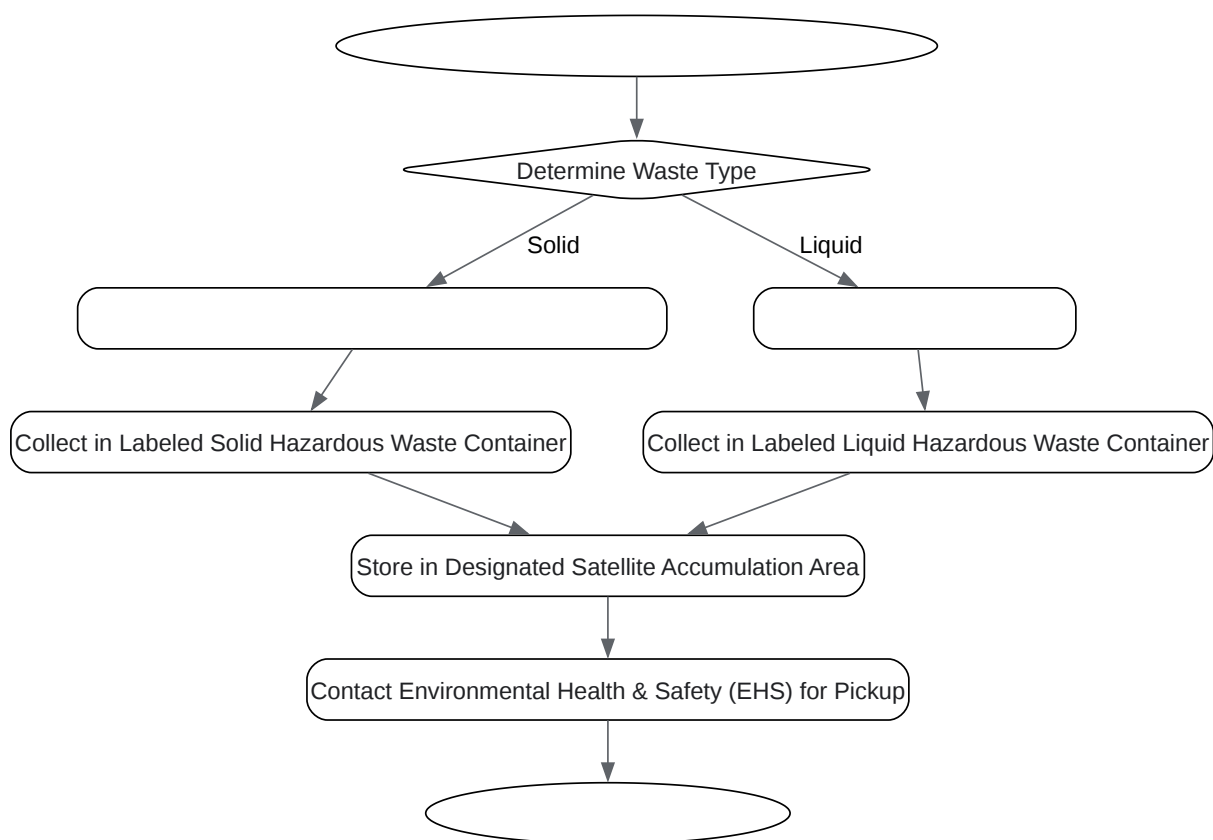 Determine Waste Type
Solid
Liquid
Collect in Labeled Solid Hazardous Waste Container
Collect in Labeled Liquid Hazardous Waste Container
Store in Designated Satellite Accumulation Area
Contact Environmental Health & Safety (EHS) for Pickup